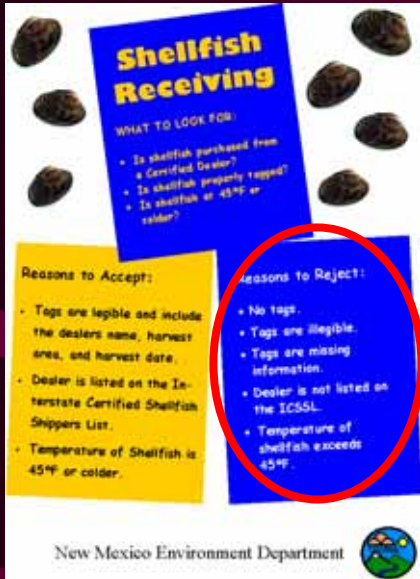 Shellfish
Receiving
WHAT TO LOOK FOR:
• Is shellfish purchased from
a Certified Dealer?
• Is shellfish properly tagged?
• Is shellfish at 45°F or
colder?
Reasons to Accept:
• Tags are legible and include
the dealers name, harvest
area, and harvest date.
• Dealer is listed on the In-
terstate Certified Shellfish
Shippers List.
• Temperature of Shellfish is
45°F or colder.
Reasons to Reject:
• No tags.
• Tags are illegible.
• Tags are missing
information.
• Dealer is not listed on
the ICSSL.
• Temperature of
shellfish exceeds
45°F.
New Mexico Environment Department